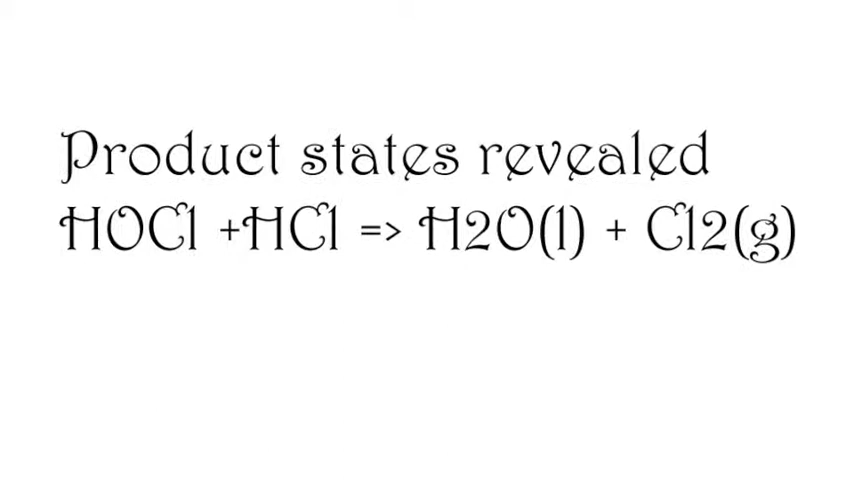 Product states revealed
HOCl +HCl => H2O(l) + Cl2(g)